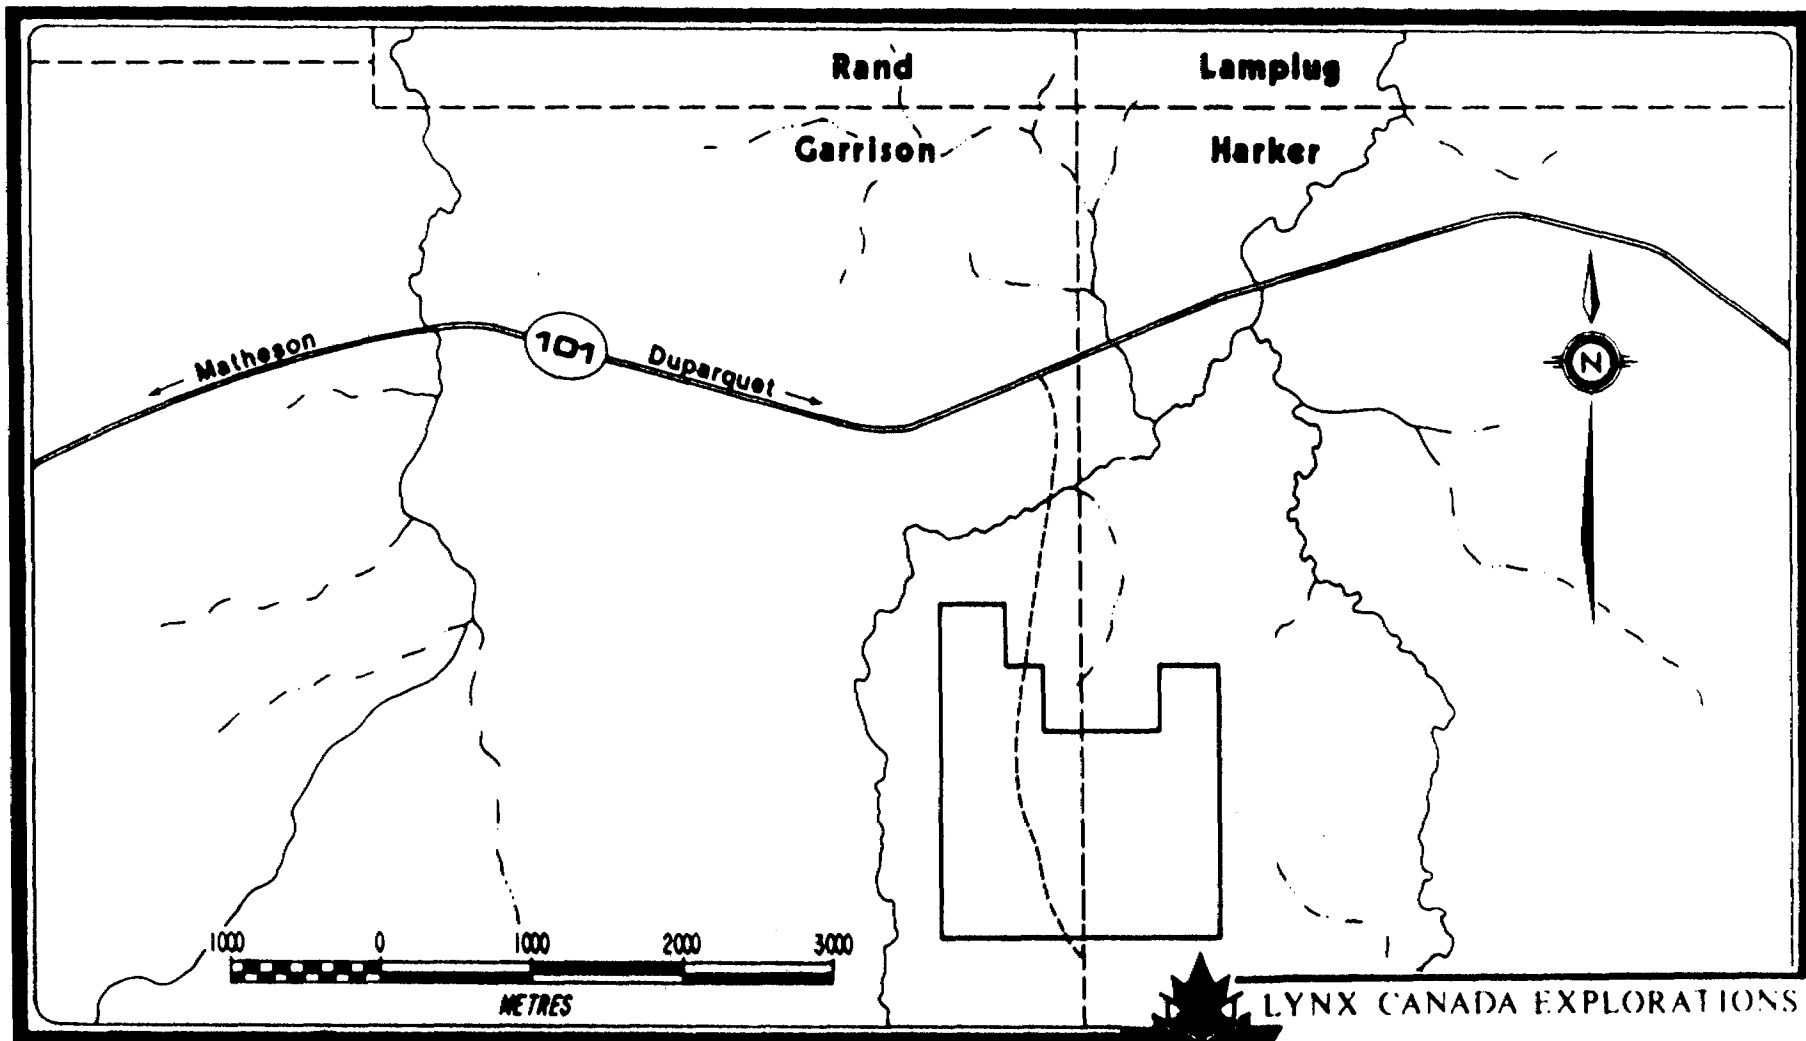 Rand
Lamplug
Garrison
Harker
Matheson
101
Duparquet
N
1000 0 1000 2000 3000
METRES
LYNX CANADA EXPLORATIONS